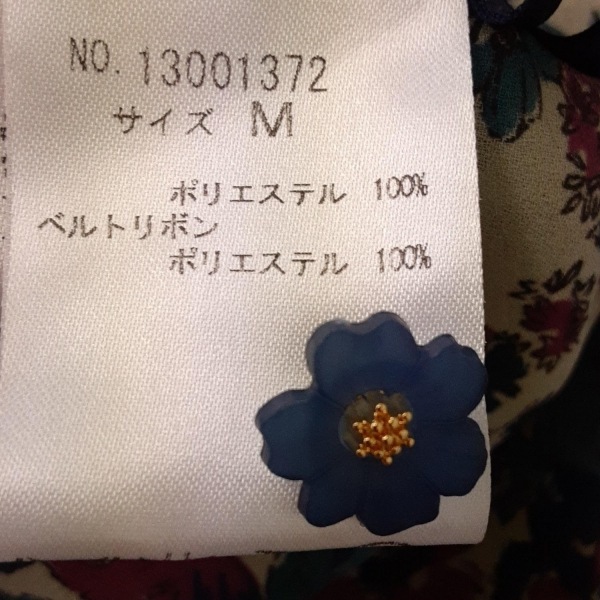 NO. 13001372
サイズ M
ポリエステル 100%
ベルトリボン
ポリエステル 100%